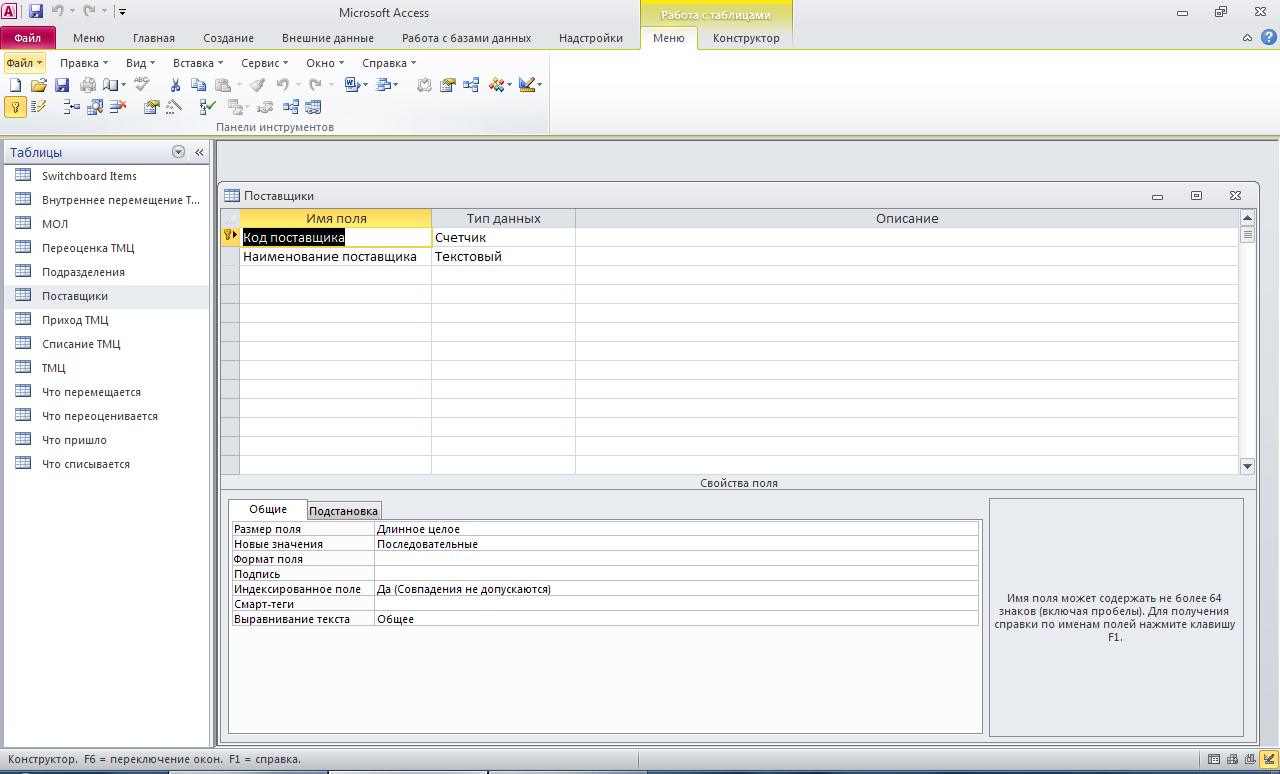 Microsoft Access
Работа с таблицами
Файл Меню Главная Создание Внешние данные Работа с базами данных Надстройки Меню Конструктор
Файл Правка Вид Вставка Сервис Окно Справка
Панели инструментов
Таблицы
Switchboard Items
Внутреннее перемещение Т...
МОЛ
Переоценка ТМЦ
Подразделения
Поставщики
Приход ТМЦ
Списание ТМЦ
ТМЦ
Что перемещается
Что переоценивается
Что пришло
Что списывается
Поставщики
Имя поля Тип данных Описание
Код поставщика Счетчик
Наименование поставщика Текстовый
Свойства поля
Общие Подстановка
Размер поля Длинное целое
Новые значения Последовательные
Формат поля
Подпись
Индексированное поле Да (Совпадения не допускаются)
Смарт-теги
Выравнивание текста Общее
Имя поля может содержать не более 64
знаков (включая пробелы). Для получения
справки по именам полей нажмите клавишу
F1.
Конструктор. F6 = переключение окон. F1 = справка.